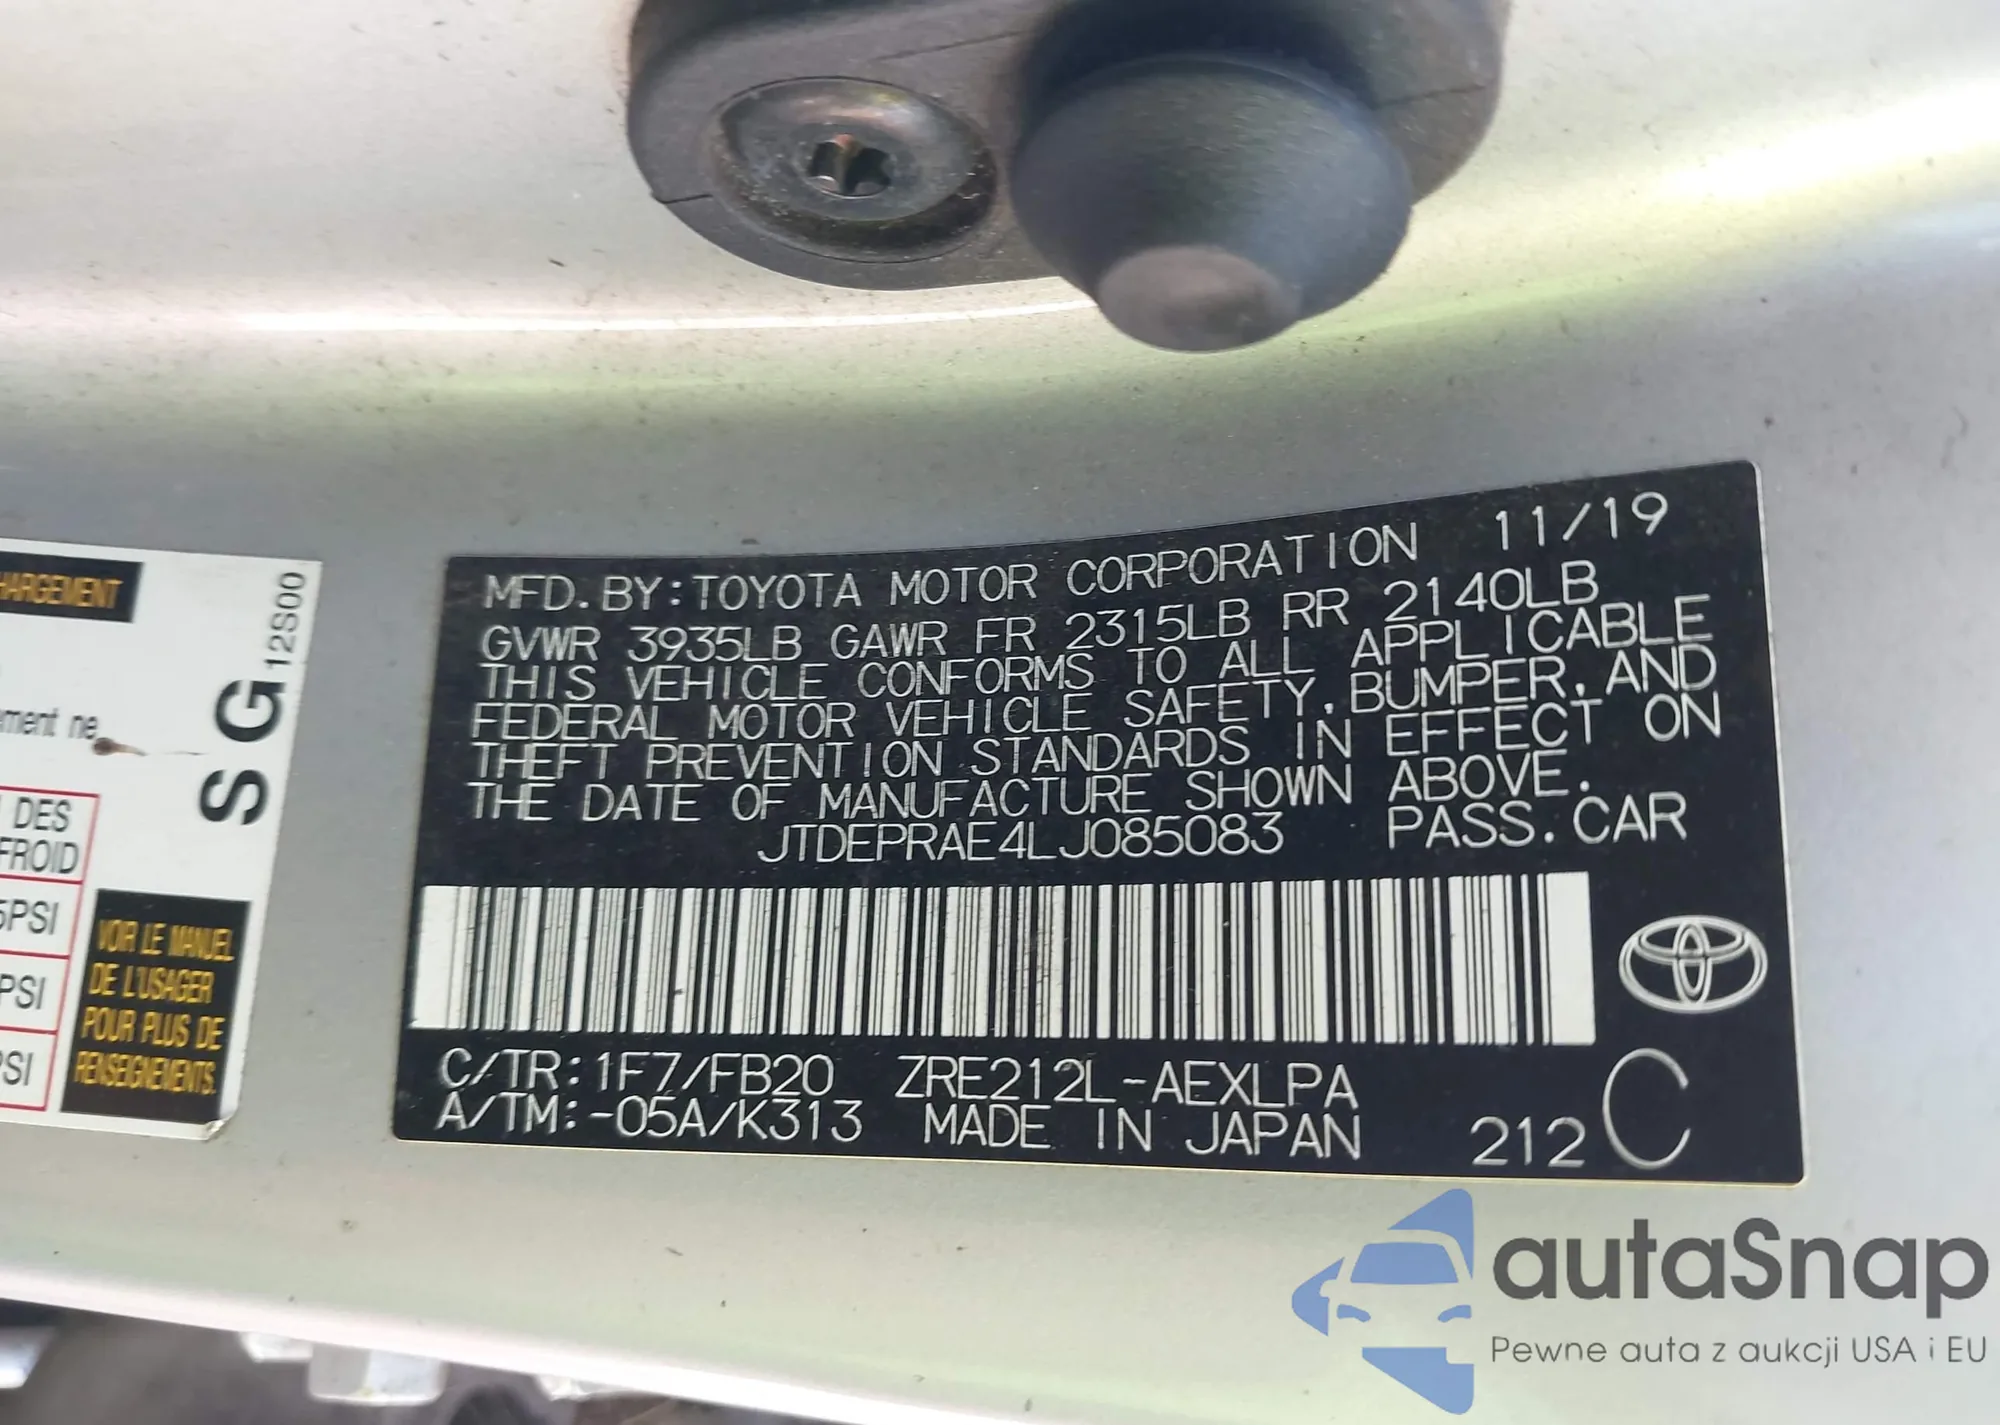 MFD. BY: TOYOTA MOTOR CORPORATION 11/19
GVWR 3935LB GAWR FR 2315LB RR 2140LB
THIS VEHICLE CONFORMS TO ALL APPLICABLE
FEDERAL MOTOR VEHICLE SAFETY, BUMPER, AND
THEFT PREVENTION STANDARDS IN EFFECT ON
THE DATE OF MANUFACTURE SHOWN ABOVE.
JTDEPRAE4LJ085083 PASS. CAR
C/TR: 1F7/FB20 ZRE212L-AEXLPA
A/TM: -05A/K313 MADE IN JAPAN 212 C
HARGEMENT
ement ne
SG 12S00
DES
FROID
5PSI
PSI
PSI
VOIR LE MANUEL
DE L'USAGER
POUR PLUS DE
RENSEIGNEMENTS.
autaSnap
Pewne auta z aukcji USA i EU